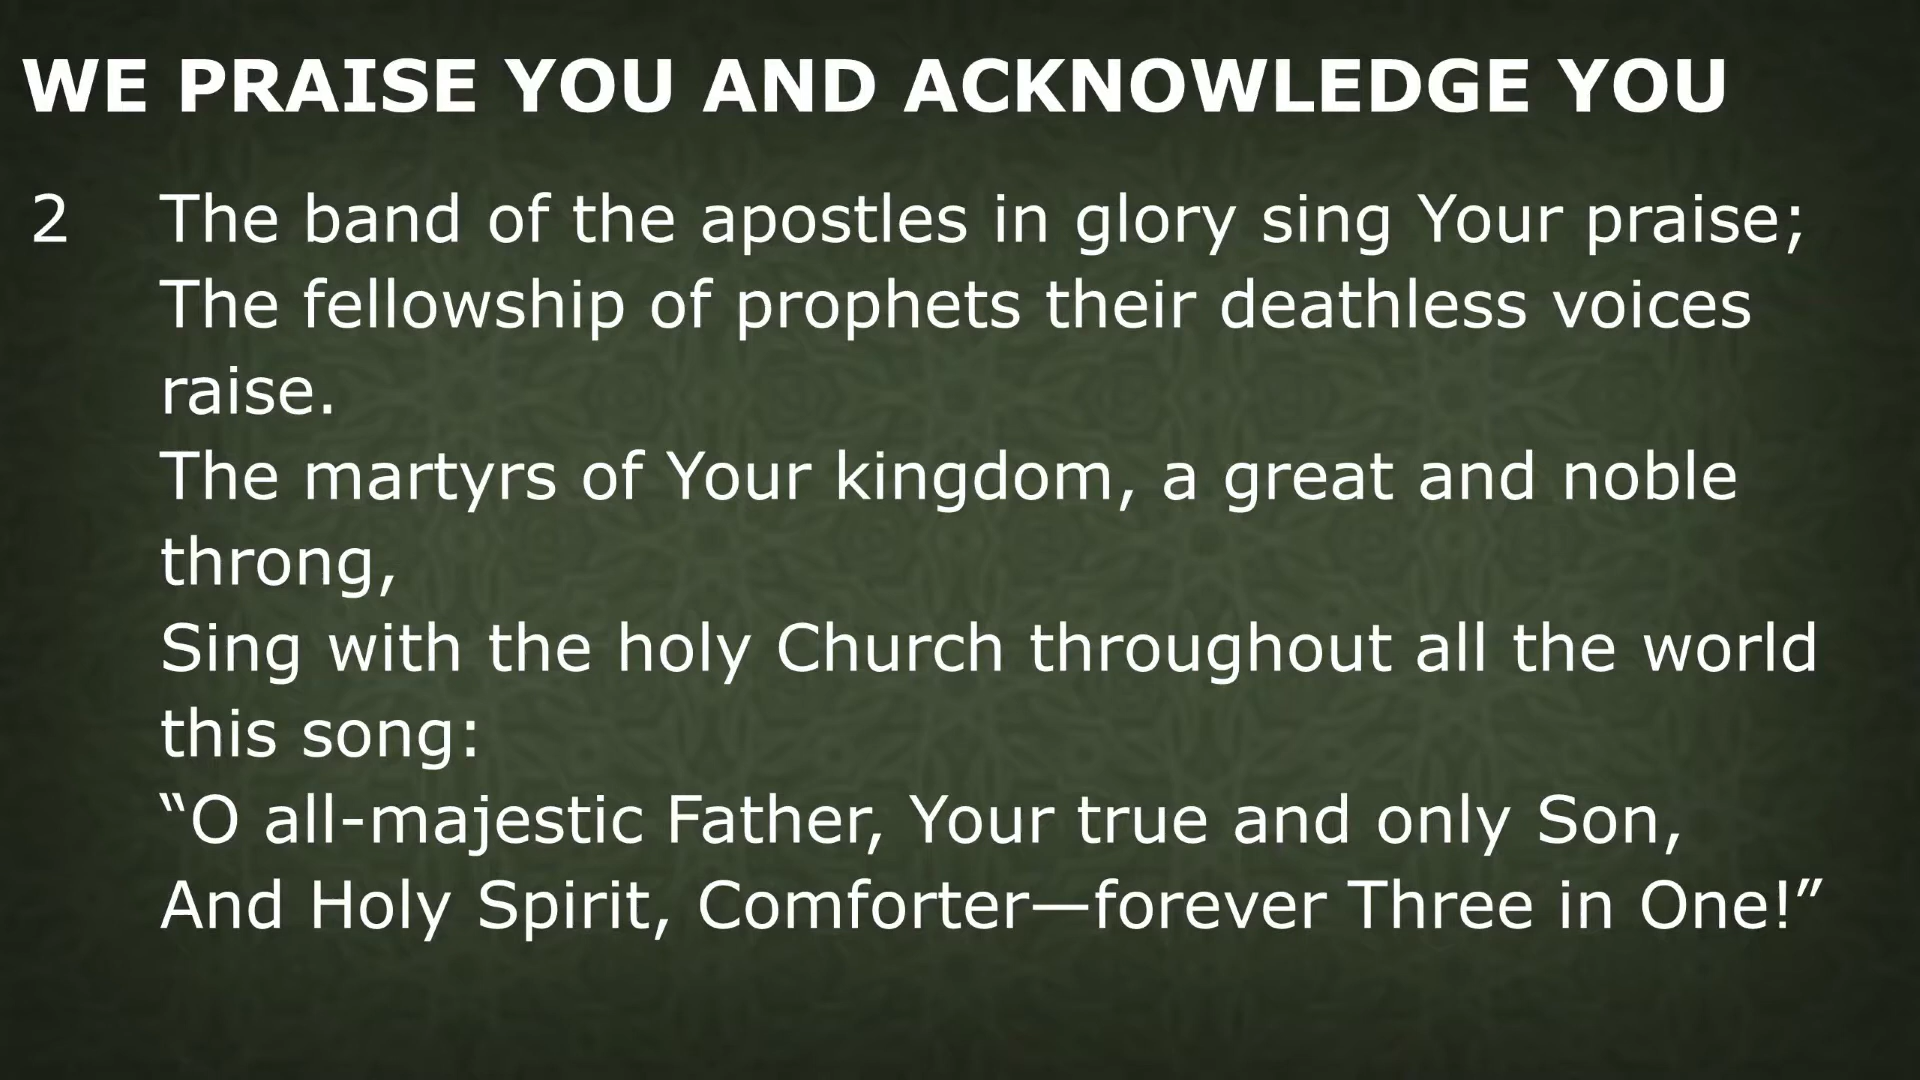 WE PRAISE YOU AND ACKNOWLEDGE YOU
2 The band of the apostles in glory sing Your praise;
The fellowship of prophets their deathless voices
raise.
The martyrs of Your kingdom, a great and noble
throng,
Sing with the holy Church throughout all the world
this song:
“O all-majestic Father, Your true and only Son,
And Holy Spirit, Comforter—forever Three in One!”